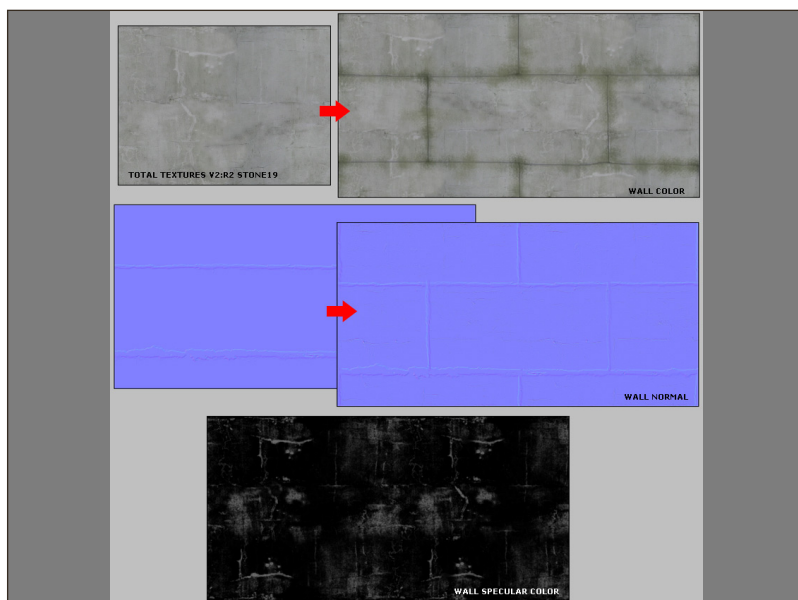 TOTAL TEXTURES V2:R2 STONE19
WALL COLOR
WALL NORMAL
WALL SPECULAR COLOR